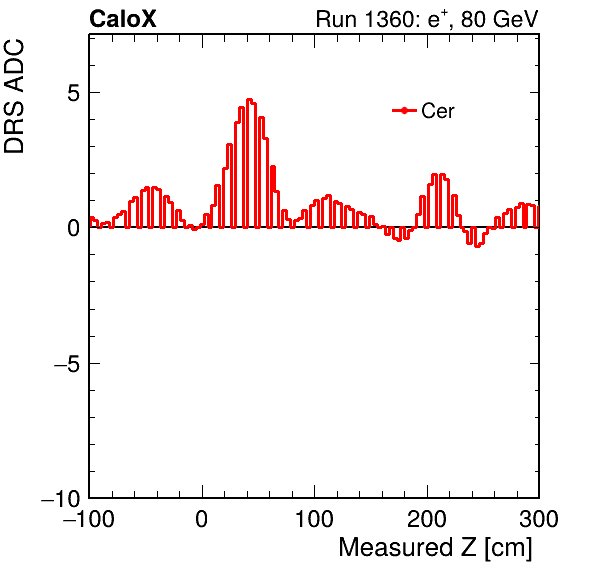 CaloX
Run 1360: e+, 80 GeV
DRS ADC
Cer
5
0
−5
−10
−100 0 100 200 300
Measured Z [cm]